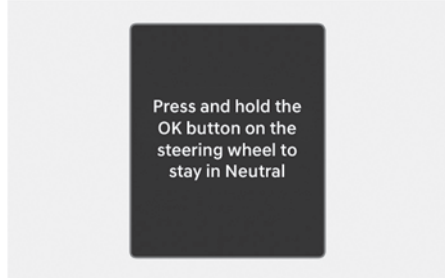 Press and hold the
OK button on the
steering wheel to
stay in Neutral